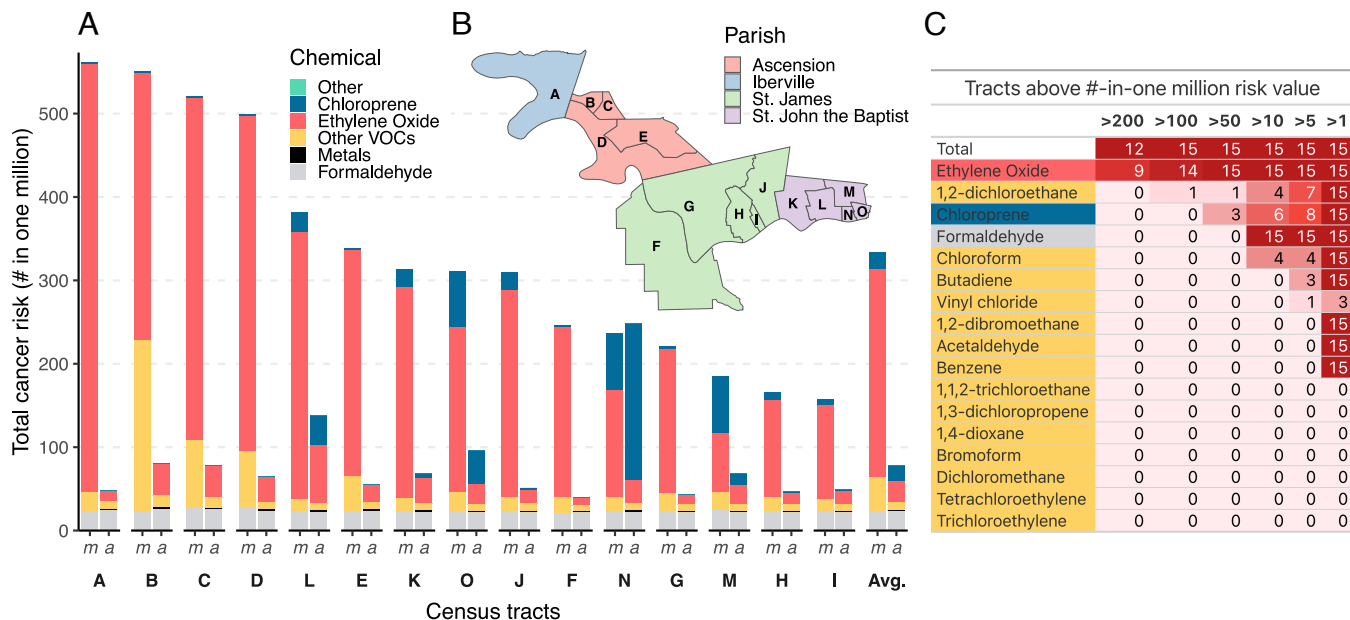 A
Total cancer risk (# in one million)
500
400
300
200
100
0
Chemical
Other
Chloroprene
Ethylene Oxide
Other VOCs
Metals
Formaldehyde
m a m a m a m a m a m a m a m a m a m a m a m a m a m a m a m a
A B C D L E K O J F N G M H I Avg.
Census tracts
B
Parish
Ascension
Iberville
St. James
St. John the Baptist
A
B C
D E
G
F
H I J
K L M
N O
C
Tracts above #-in-one million risk value
>200 >100 >50 >10 >5 >1
Total 12 15 15 15 15 15
Ethylene Oxide 9 14 15 15 15 15
1,2-dichloroethane 0 1 1 4 7 15
Chloroprene 0 0 3 6 8 15
Formaldehyde 0 0 0 15 15 15
Chloroform 0 0 0 4 4 15
Butadiene 0 0 0 0 3 15
Vinyl chloride 0 0 0 0 1 3
1,2-dibromoethane 0 0 0 0 0 15
Acetaldehyde 0 0 0 0 0 15
Benzene 0 0 0 0 0 15
1,1,2-trichloroethane 0 0 0 0 0 0
1,3-dichloropropene 0 0 0 0 0 0
1,4-dioxane 0 0 0 0 0 0
Bromoform 0 0 0 0 0 0
Dichloromethane 0 0 0 0 0 0
Tetrachloroethylene 0 0 0 0 0 0
Trichloroethylene 0 0 0 0 0 0